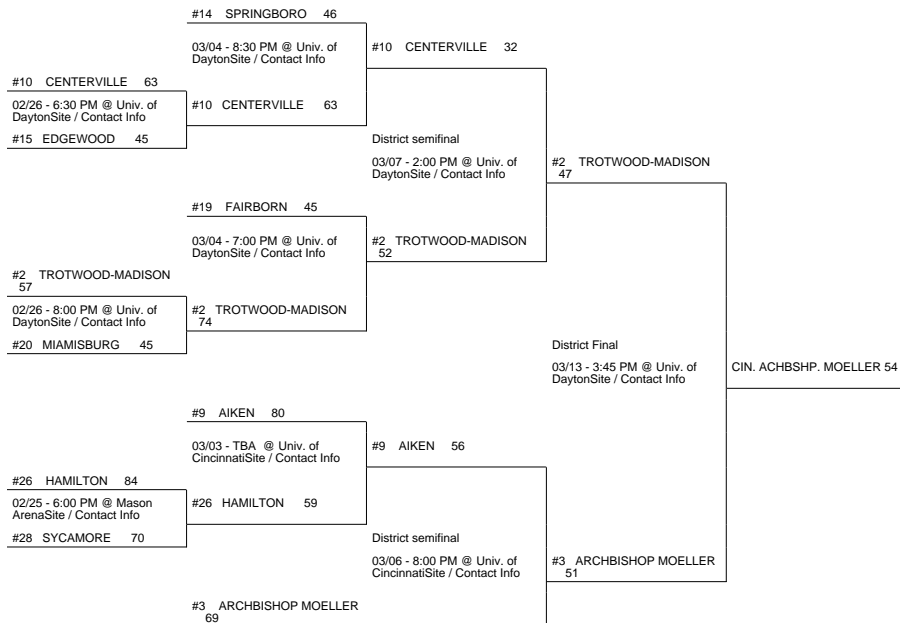 #14 SPRINGBORO 46
03/04 - 8:30 PM @ Univ. of
DaytonSite / Contact Info
#10 CENTERVILLE 32
#10 CENTERVILLE 63
02/26 - 6:30 PM @ Univ. of
DaytonSite / Contact Info
#10 CENTERVILLE 63
#15 EDGEWOOD 45
District semifinal
03/07 - 2:00 PM @ Univ. of
DaytonSite / Contact Info
#2 TROTWOOD-MADISON
47
#19 FAIRBORN 45
03/04 - 7:00 PM @ Univ. of
DaytonSite / Contact Info
#2 TROTWOOD-MADISON
52
#2 TROTWOOD-MADISON
57
02/26 - 8:00 PM @ Univ. of
DaytonSite / Contact Info
#2 TROTWOOD-MADISON
74
#20 MIAMISBURG 45
District Final
03/13 - 3:45 PM @ Univ. of
DaytonSite / Contact Info
CIN. ACHBSHP. MOELLER 54
#9 AIKEN 80
03/03 - TBA @ Univ. of
CincinnatiSite / Contact Info
#9 AIKEN 56
#26 HAMILTON 84
02/25 - 6:00 PM @ Mason
ArenaSite / Contact Info
#26 HAMILTON 59
#28 SYCAMORE 70
District semifinal
03/06 - 8:00 PM @ Univ. of
CincinnatiSite / Contact Info
#3 ARCHBISHOP MOELLER
51
#3 ARCHBISHOP MOELLER
69